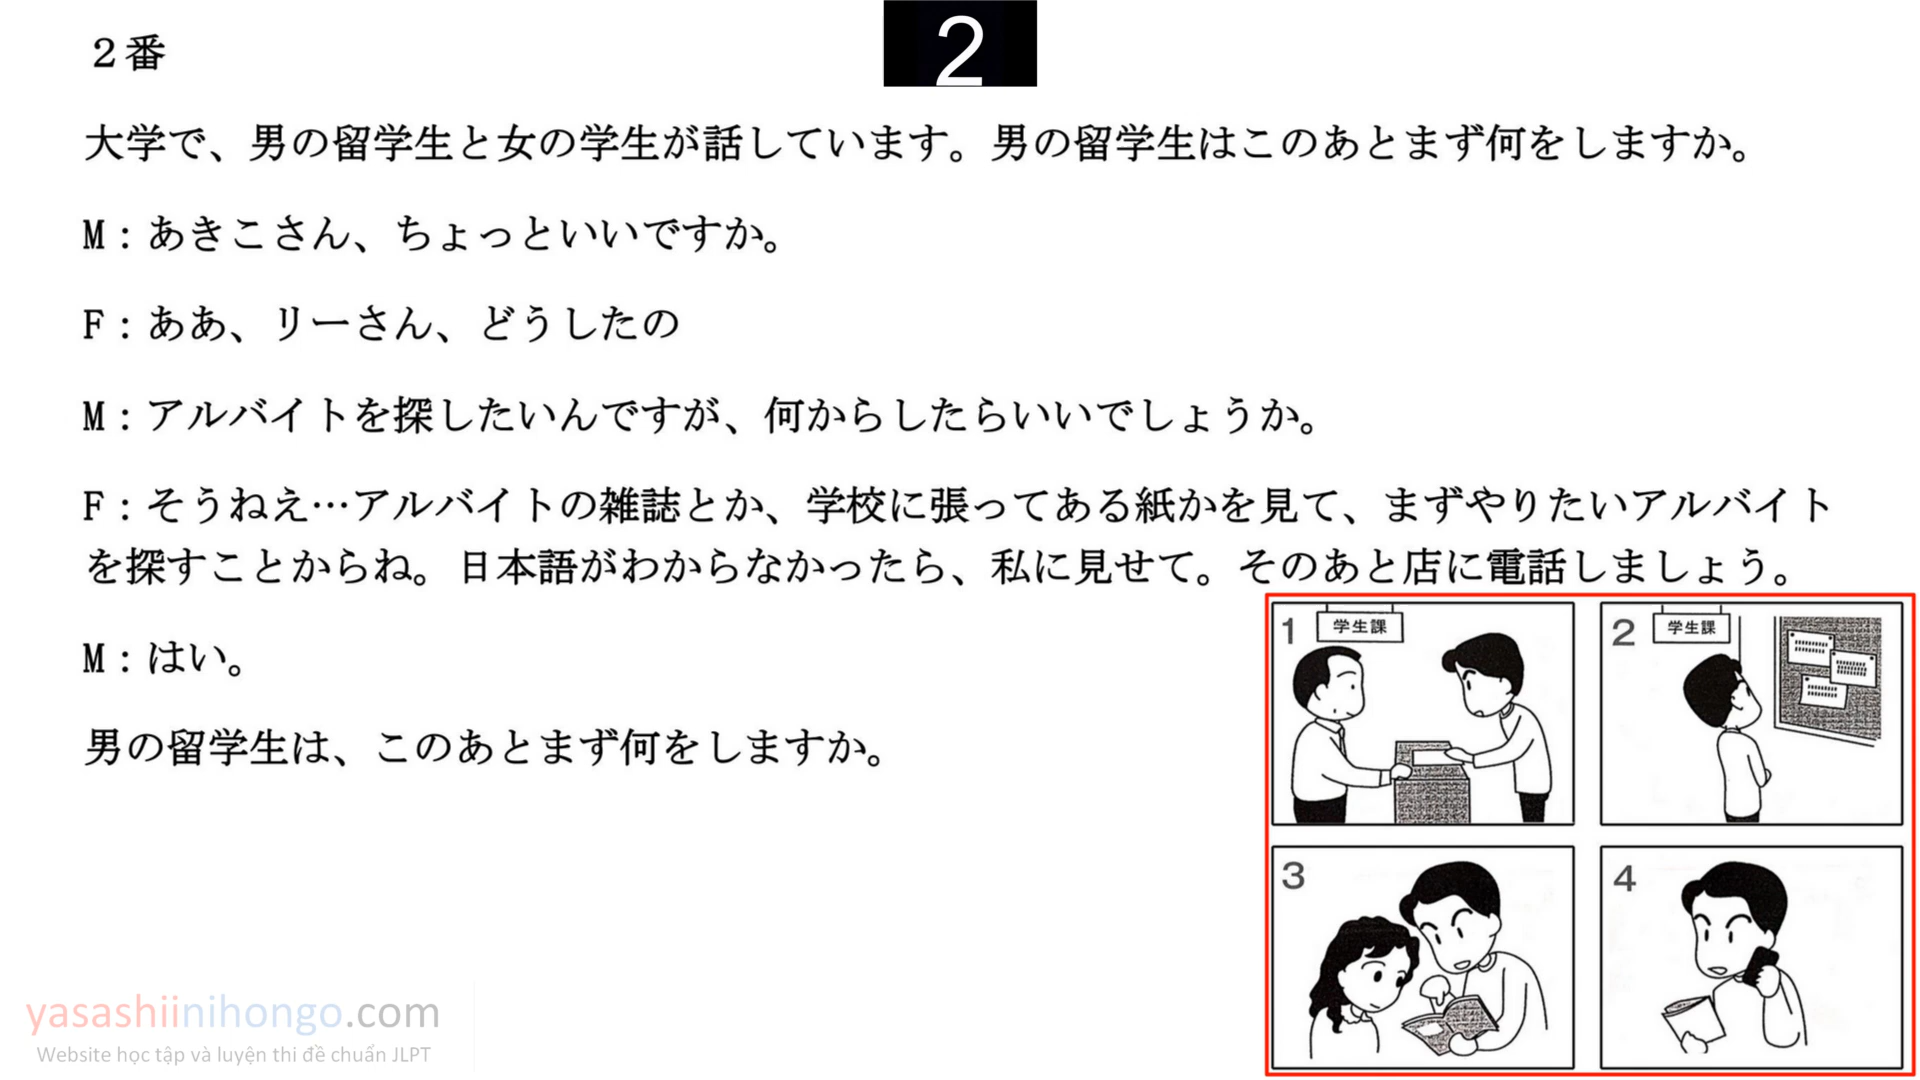 2番
2
大学で、男の留学生と女の学生が話しています。男の留学生はこのあとまず何をしますか。
M：あきこさん、ちょっといいですか。
F：ああ、リーさん、どうしたの
M：アルバイトを探したいんですが、何からしたらいいでしょうか。
F：そうねえ…アルバイトの雑誌とか、学校に張ってある紙かを見て、まずやりたいアルバイト
を探すことからね。日本語がわからなかったら、私に見せて。そのあと店に電話しましょう。
M：はい。
男の留学生は、このあとまず何をしますか。
1
学生課
2
学生課
3
4
yasashiinihongo.com
Website học tập và luyện thi đề chuẩn JLPT